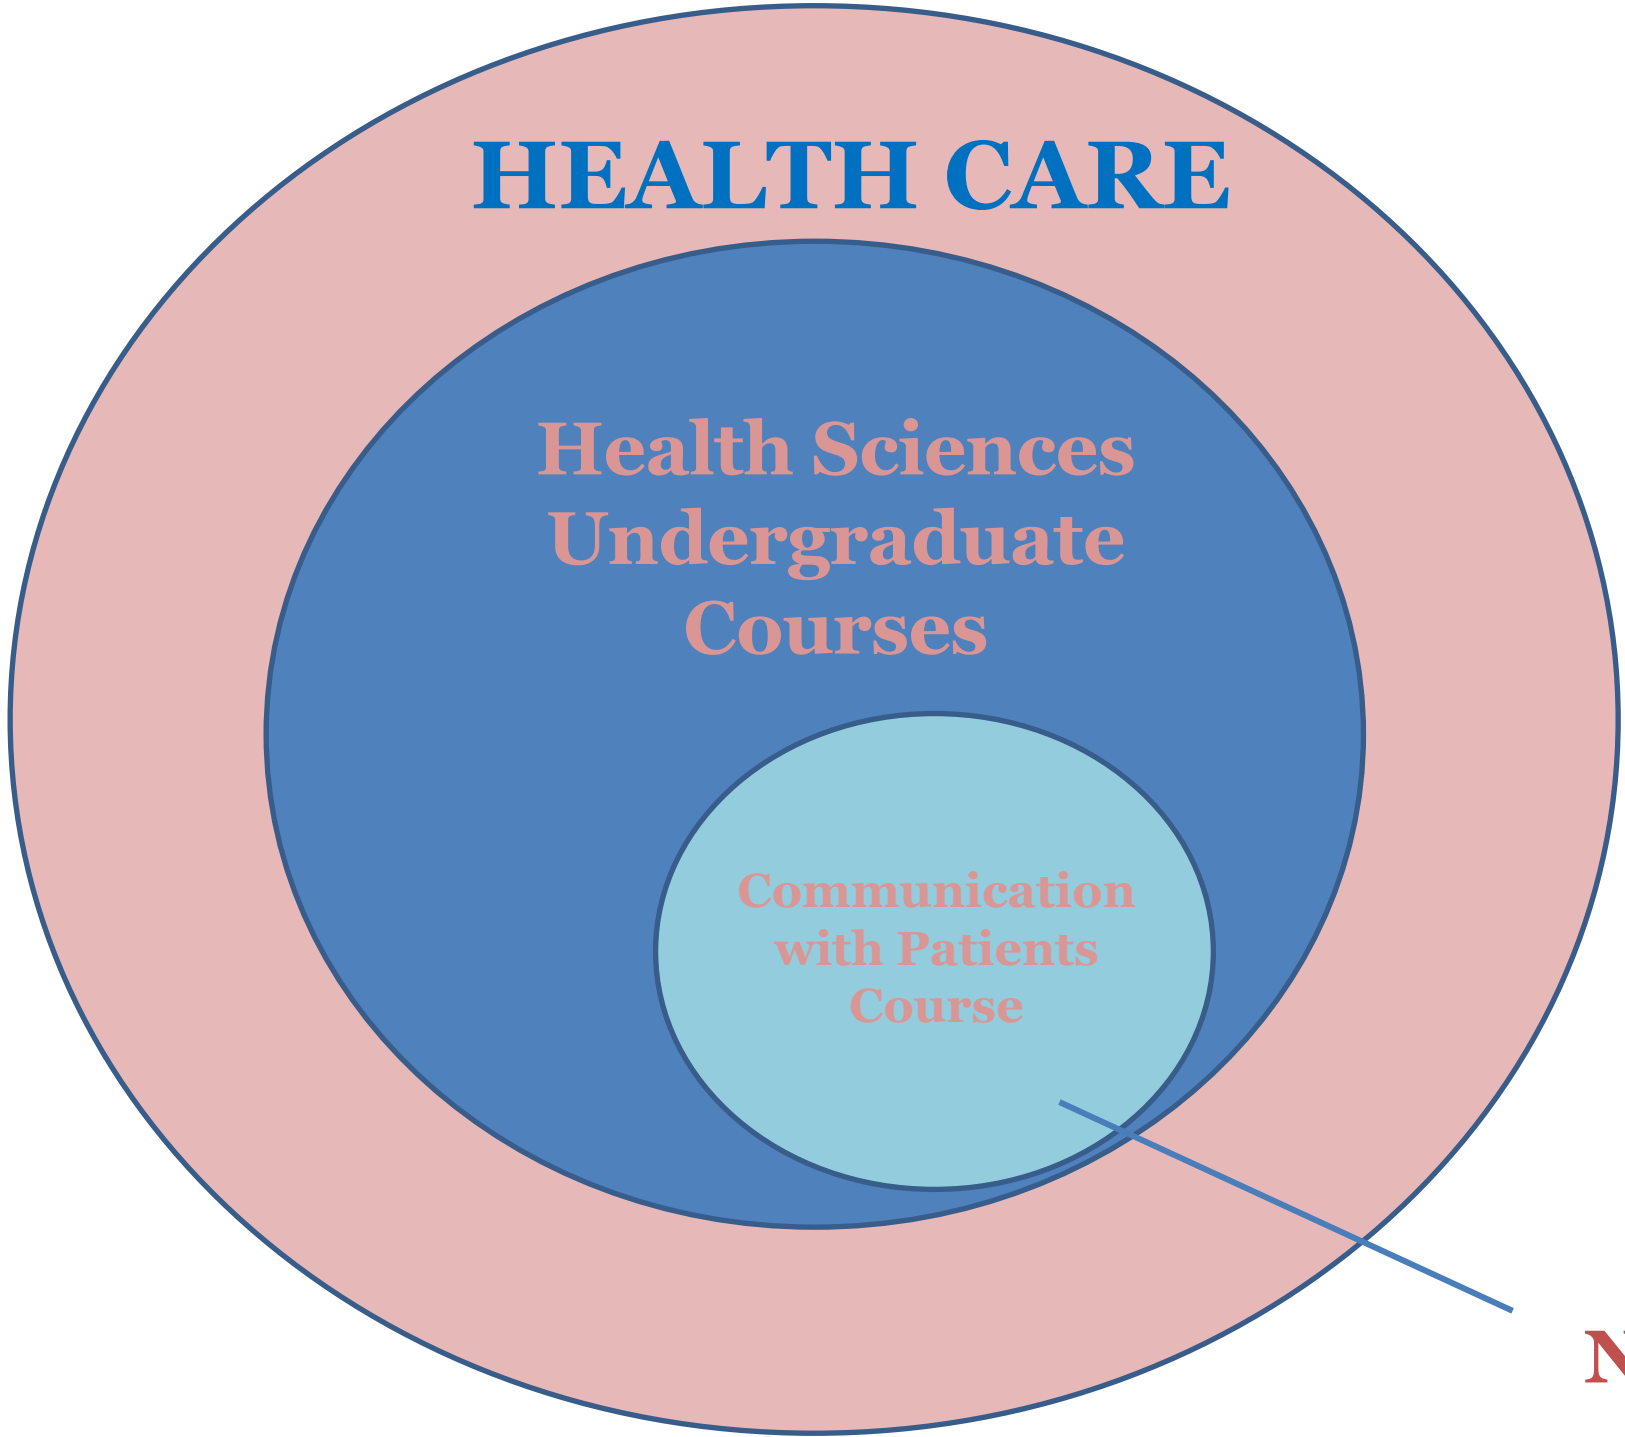 HEALTH CARE
Health Sciences
Undergraduate
Courses
Communication
with Patients
Course